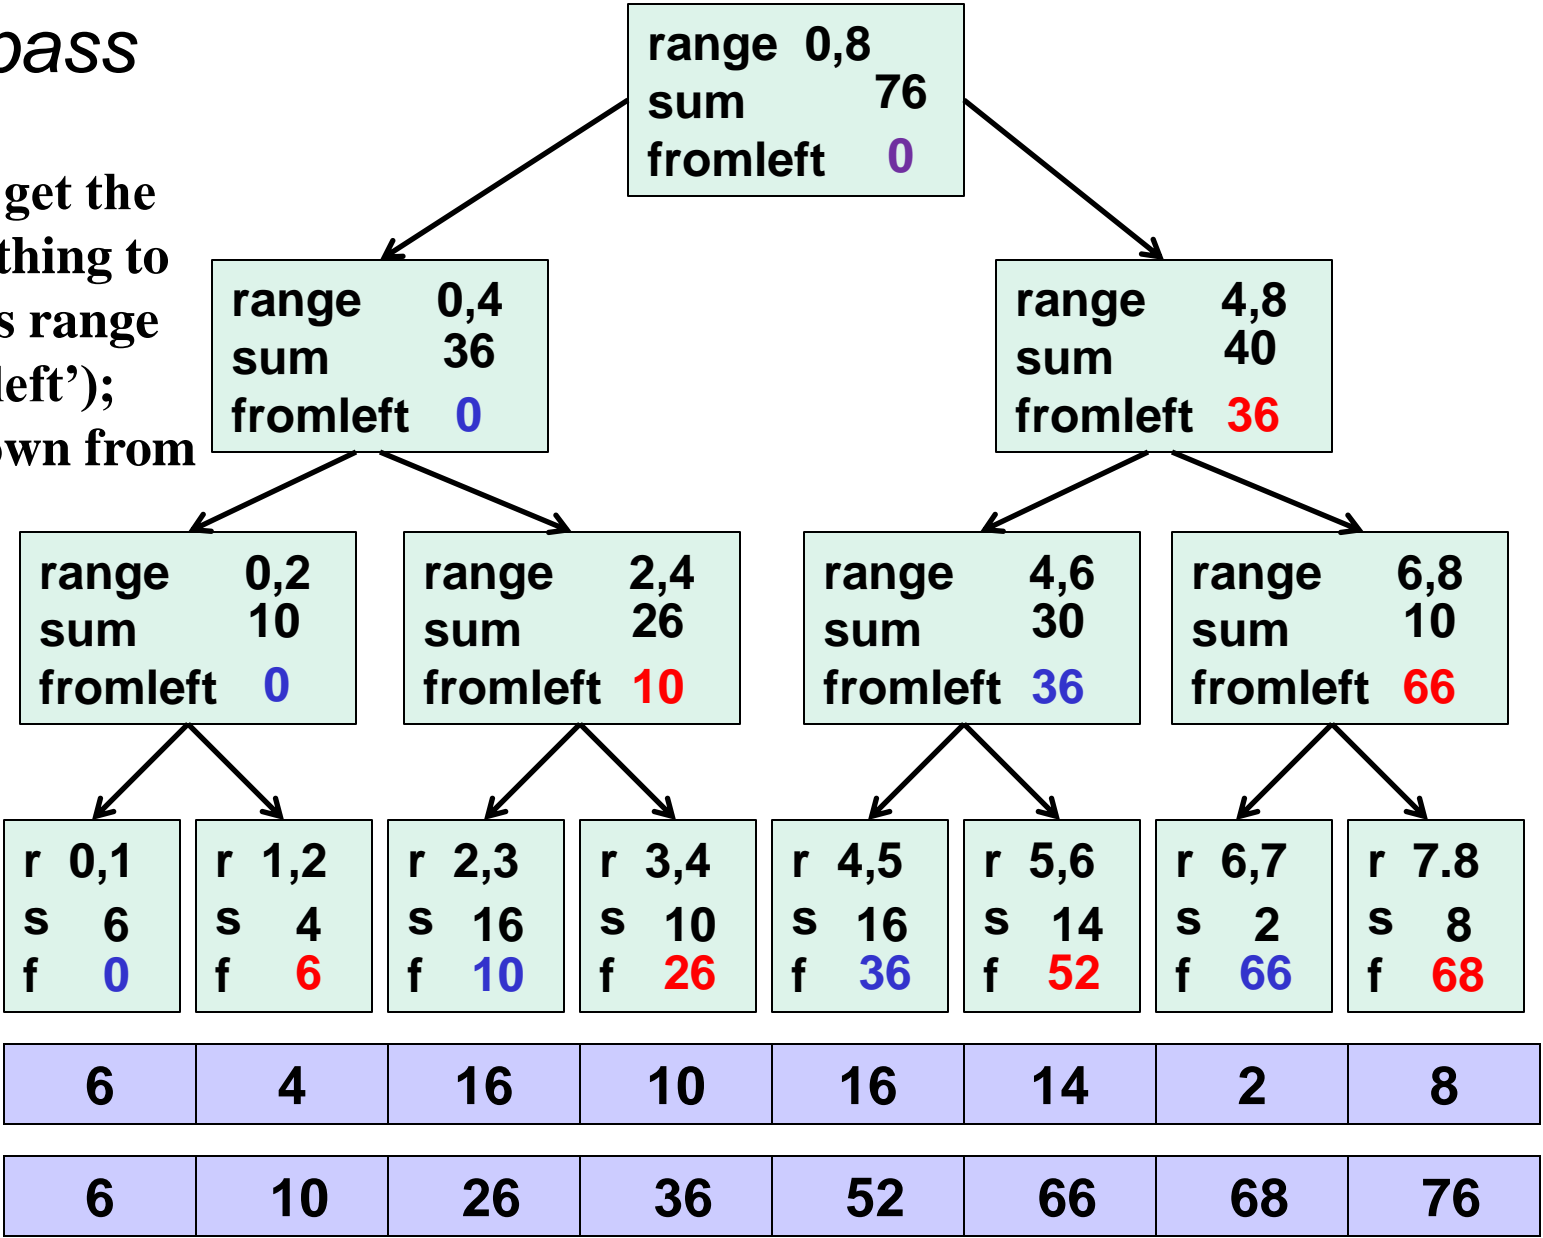 pass
get the
thing to
s range
left’);
own from
range 0,8
sum 76
fromleft 0
range 0,4
sum 36
fromleft 0
range 4,8
sum 40
fromleft 36
range 0,2
sum 10
fromleft 0
range 2,4
sum 26
fromleft 10
range 4,6
sum 30
fromleft 36
range 6,8
sum 10
fromleft 66
r 0,1
s 6
f 0
r 1,2
s 4
f 6
r 2,3
s 16
f 10
r 3,4
s 10
f 26
r 4,5
s 16
f 36
r 5,6
s 14
f 52
r 6,7
s 2
f 66
r 7.8
s 8
f 68
6 4 16 10 16 14 2 8
6 10 26 36 52 66 68 76